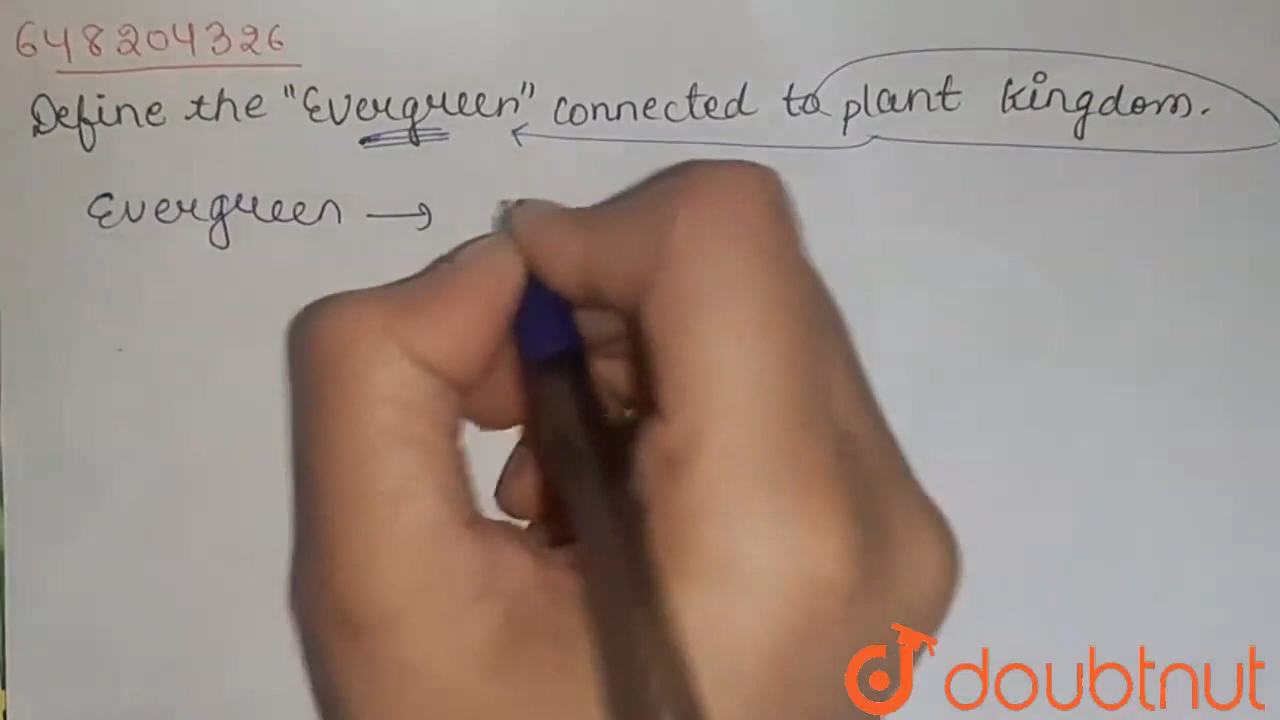 648204326
Define the "Evergreen" connected to plant kingdom.
Evergreen →
doubtnut